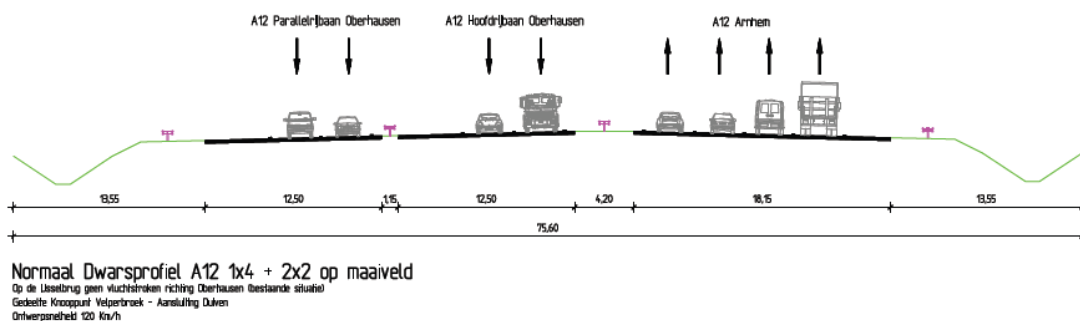 A12 Parallelrijbaan Oberhausen
A12 Hoofdrijbaan Oberhausen
A12 Arnhem
13,55
12,50
1,15
12,50
4,20
18,15
13,55
75,60
Normaal Dwarsprofiel A12 1x4 + 2x2 op maaiveld
Op de IJsselbrug geen vluchtstroken richting Oberhausen (bestaande situatie)
Gedeelte Knooppunt Velperbroek - Aansluiting Duiven
Ontwerpsnelheid 120 Km/h